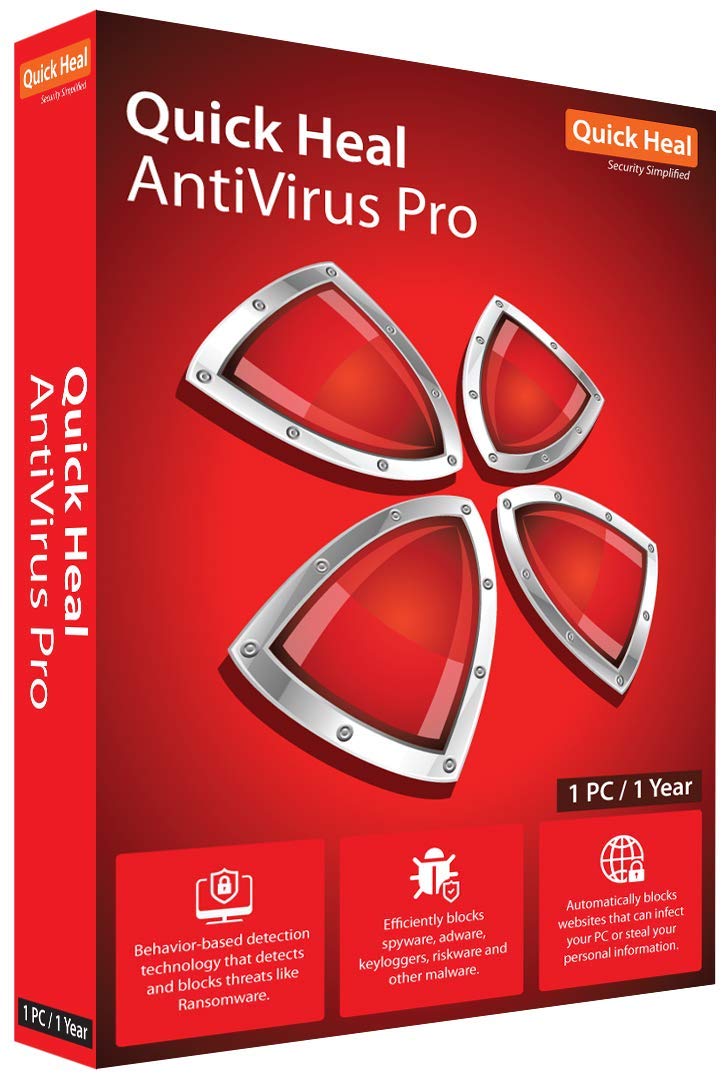 Quick Heal
Security Simplified
Quick Heal
AntiVirus Pro
1 PC / 1 Year
Quick Heal
AntiVirus Pro
Quick Heal
Security Simplified
1 PC / 1 Year
Behavior-based detection
technology that detects
and blocks threats like
Ransomware.
Efficiently blocks
spyware, adware,
keyloggers, riskware and
other malware.
Automatically blocks
websites that can infect
your PC or steal your
personal information.